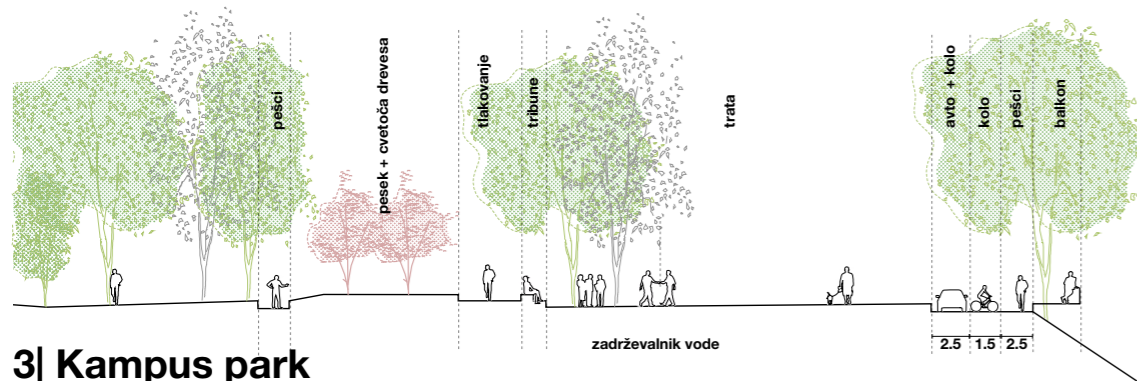 pešci
pesek + cvetoča drevesa
tlakovanje
tribune
trata
avto + kolo
kolo
pešci
balkon
zadrževalnik vode
2.5 1.5 2.5
3| Kampus park